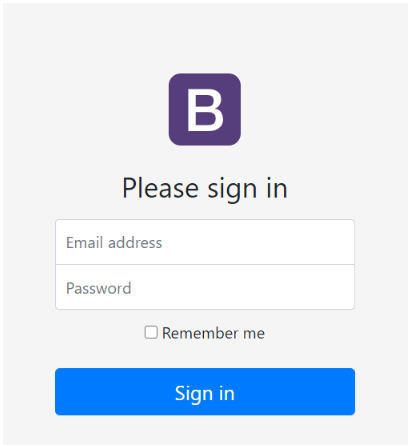 B
Please sign in
Email address
Password
Remember me
Sign in